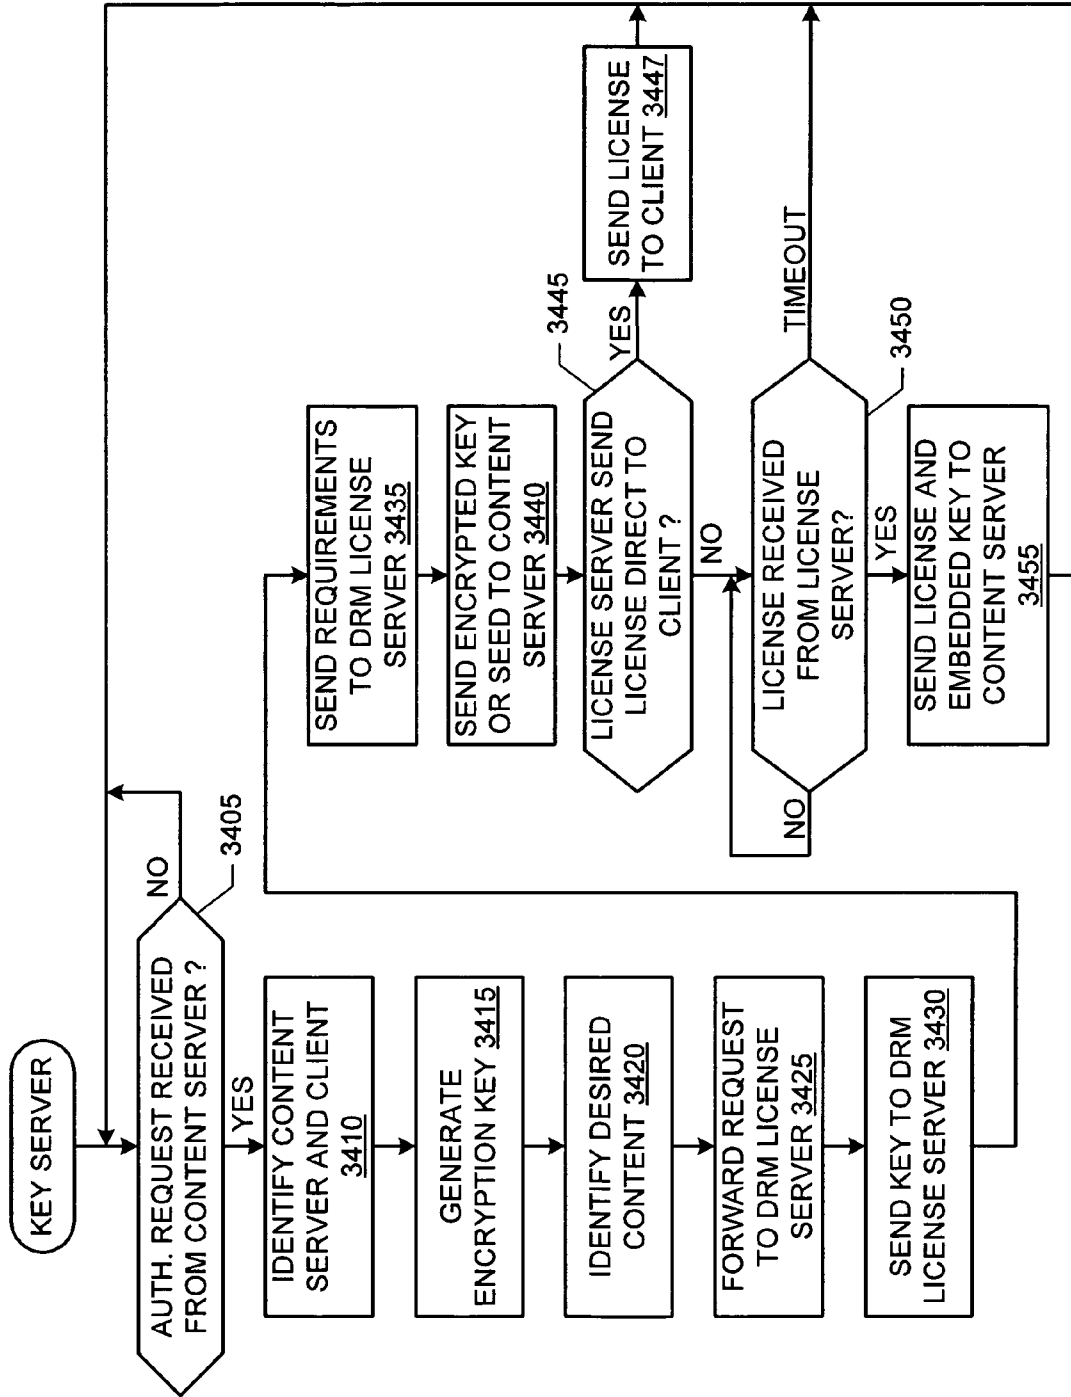 KEY SERVER
AUTH. REQUEST RECEIVED
FROM CONTENT SERVER ?
3405
NO
YES
IDENTIFY CONTENT
SERVER AND CLIENT
3410
GENERATE
ENCRYPTION KEY 3415
IDENTIFY DESIRED
CONTENT 3420
FORWARD REQUEST
TO DRM LICENSE
SERVER 3425
SEND KEY TO DRM
LICENSE SERVER 3430
SEND REQUIREMENTS
TO DRM LICENSE
SERVER 3435
SEND ENCRYPTED KEY
OR SEED TO CONTENT
SERVER 3440
LICENSE SERVER SEND
LICENSE DIRECT TO
CLIENT ?
3445
YES
SEND LICENSE
TO CLIENT 3447
NO
LICENSE RECEIVED
FROM LICENSE
SERVER?
3450
NO
TIMEOUT
YES
SEND LICENSE AND
EMBEDDED KEY TO
CONTENT SERVER
3455